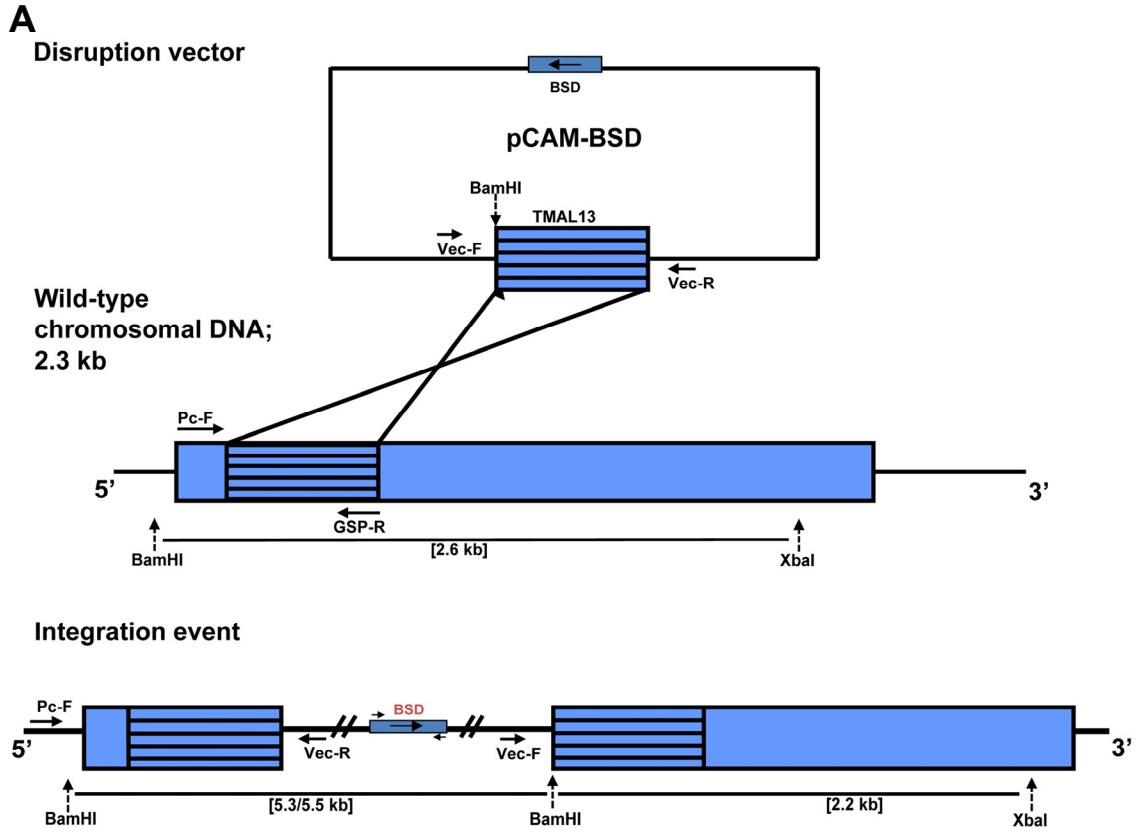 A
Disruption vector
BSD
pCAM-BSD
BamHI
TMAL13
Vec-F
Vec-R
Wild-type
chromosomal DNA;
2.3 kb
Pc-F
5’
3’
GSP-R
[2.6 kb]
BamHI
XbaI
Integration event
Pc-F
BSD
5’
Vec-R
Vec-F
3’
[5.3/5.5 kb]
[2.2 kb]
BamHI
BamHI
XbaI